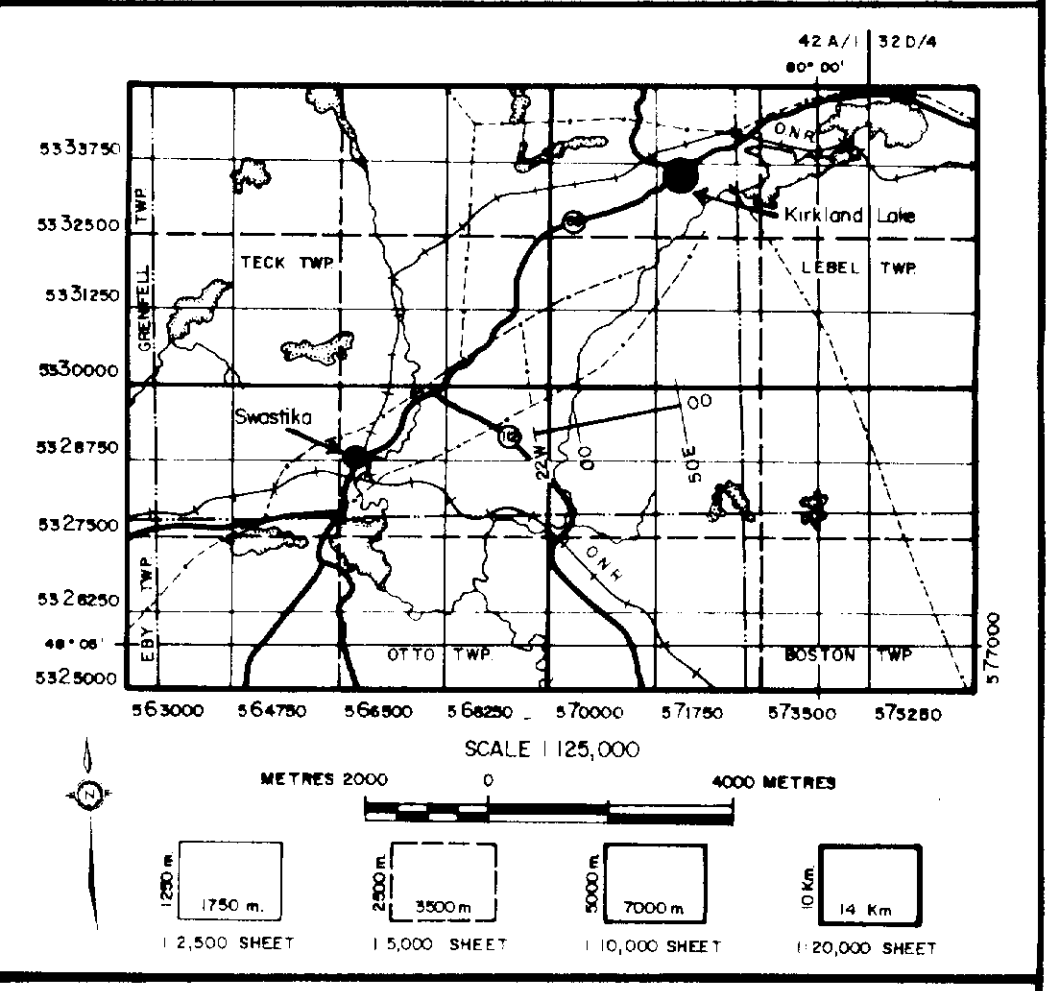 42 A/1 32 D/4
80° 00'
O.N.R.
5333750
Kirkland Lake
GRENFELL TWP.
5332500
TECK TWP.
LEBEL TWP.
5331250
5330000
Swastika
00
112
5328750
22W
00
50E
5327500
O.N.R.
EBY TWP.
5326250
48° 05'
OTTO TWP.
BOSTON TWP.
577000
5325000
563000 564750 566500 568250 570000 571750 573500 575250
SCALE 1:125,000
METRES 2000 0 4000 METRES
N
1250 m.
1750 m.
1:2,500 SHEET
2500 m.
3500 m
1:5,000 SHEET
5000 m.
7000 m.
1:10,000 SHEET
10 Km.
14 Km
1:20,000 SHEET